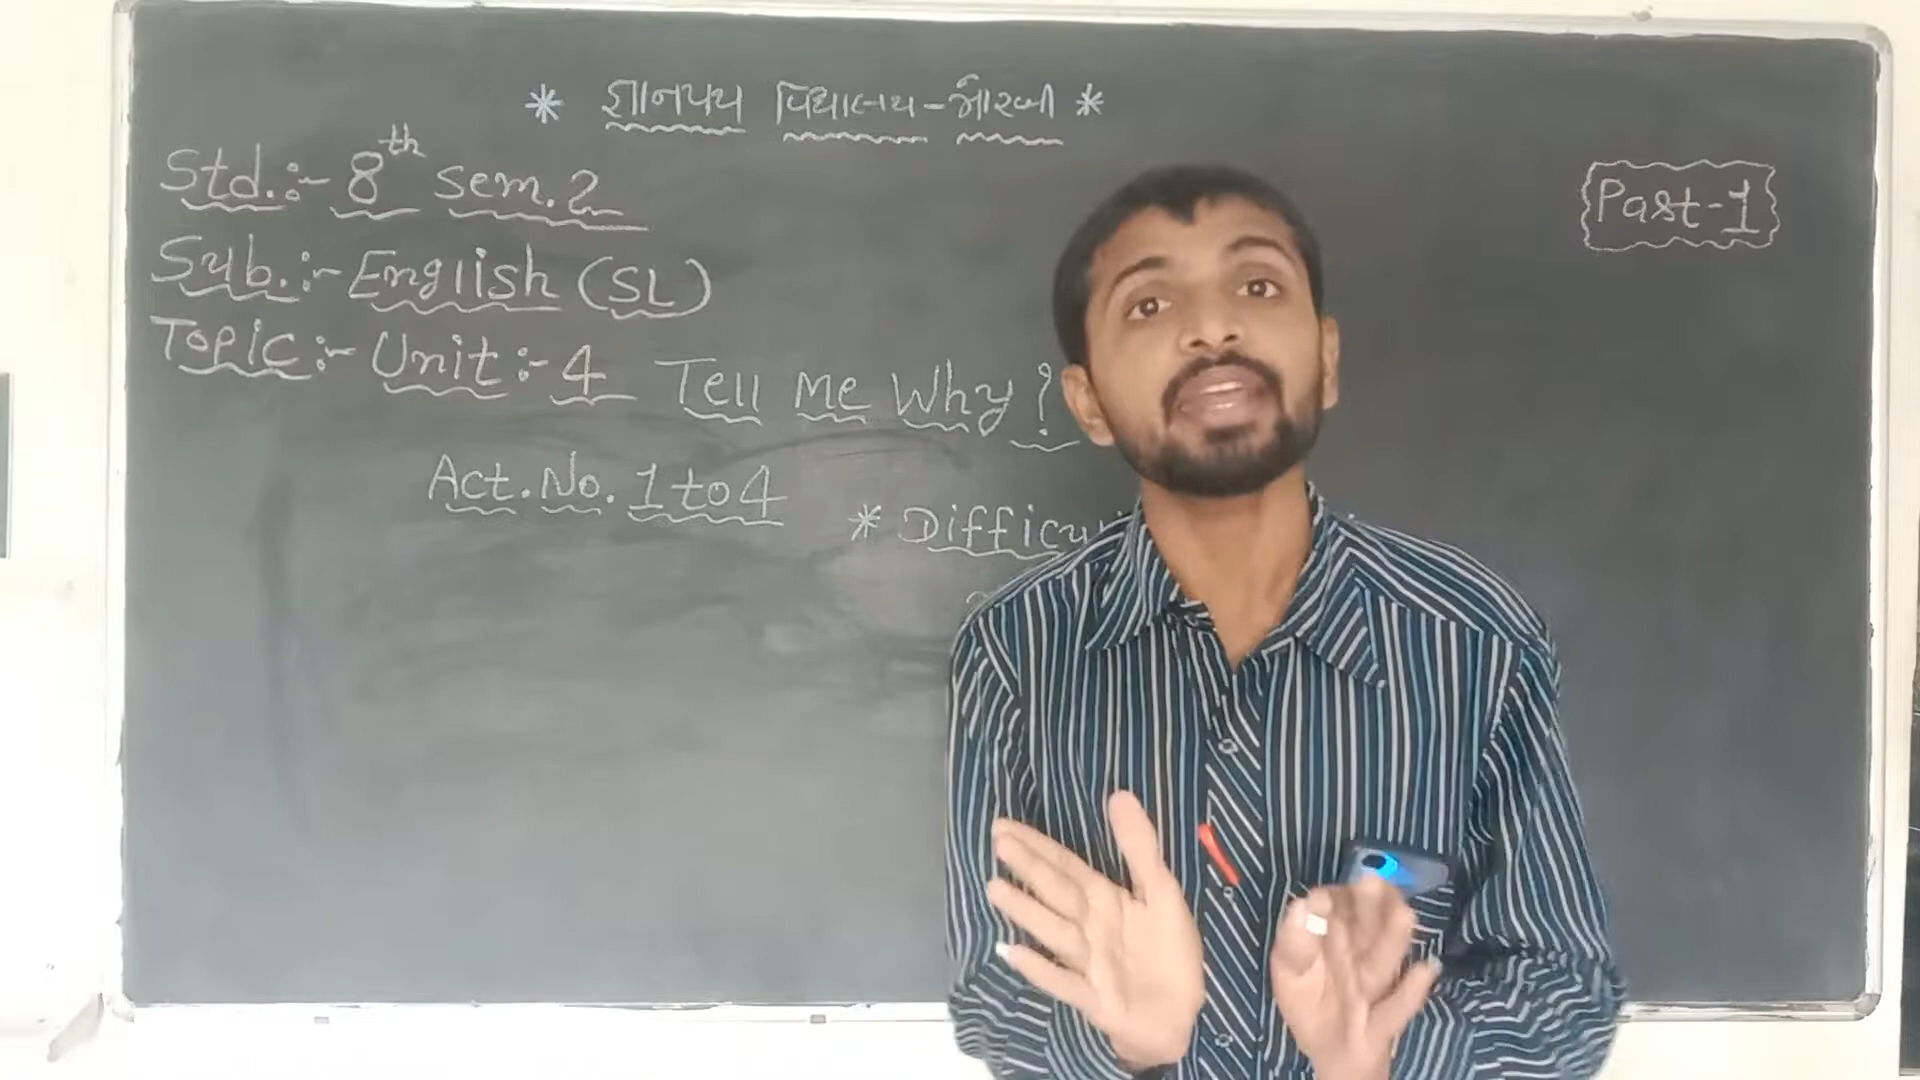 * જ્ઞાનપથ વિદ્યાલય-મોરબી *
Std.:- 8th sem.2
Part-1
Sub.:- English (SL)
Topic:- Unit:- 4 Tell Me Why?
Act. No. 1 to 4
*